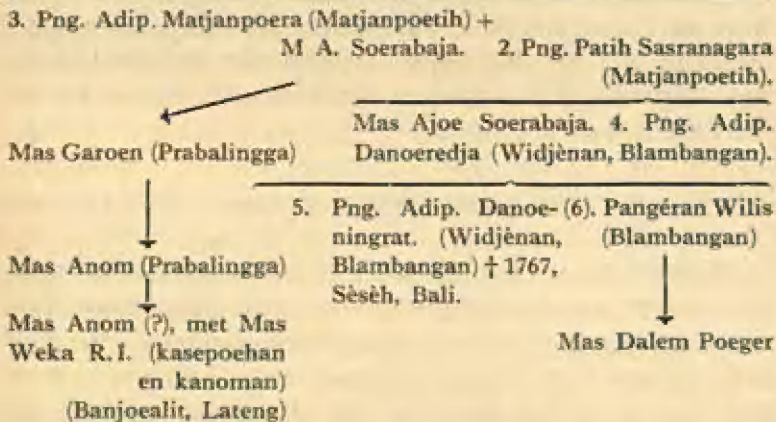 3. Png. Adip. Matjanpoera (Matjanpoetih) +
M A. Soerabaja.
2. Png. Patih Sasranagara
(Matjanpoetih).
Mas Garoen (Prabalingga)
Mas Ajoe Soerabaja. 4. Png. Adip.
Danoeredja (Widjènan, Blambangan).
5. Png. Adip. Danoe-
ningrat. (Widjènan,
Blambangan) † 1767,
Sèsèh, Bali.
(6). Pangéran Wilis
(Blambangan)
Mas Anom (Prabalingga)
Mas Anom (?), met Mas
Weka R. I. (kasepoehan
en kanoman)
(Banjoealit, Lateng)
Mas Dalem Poeger